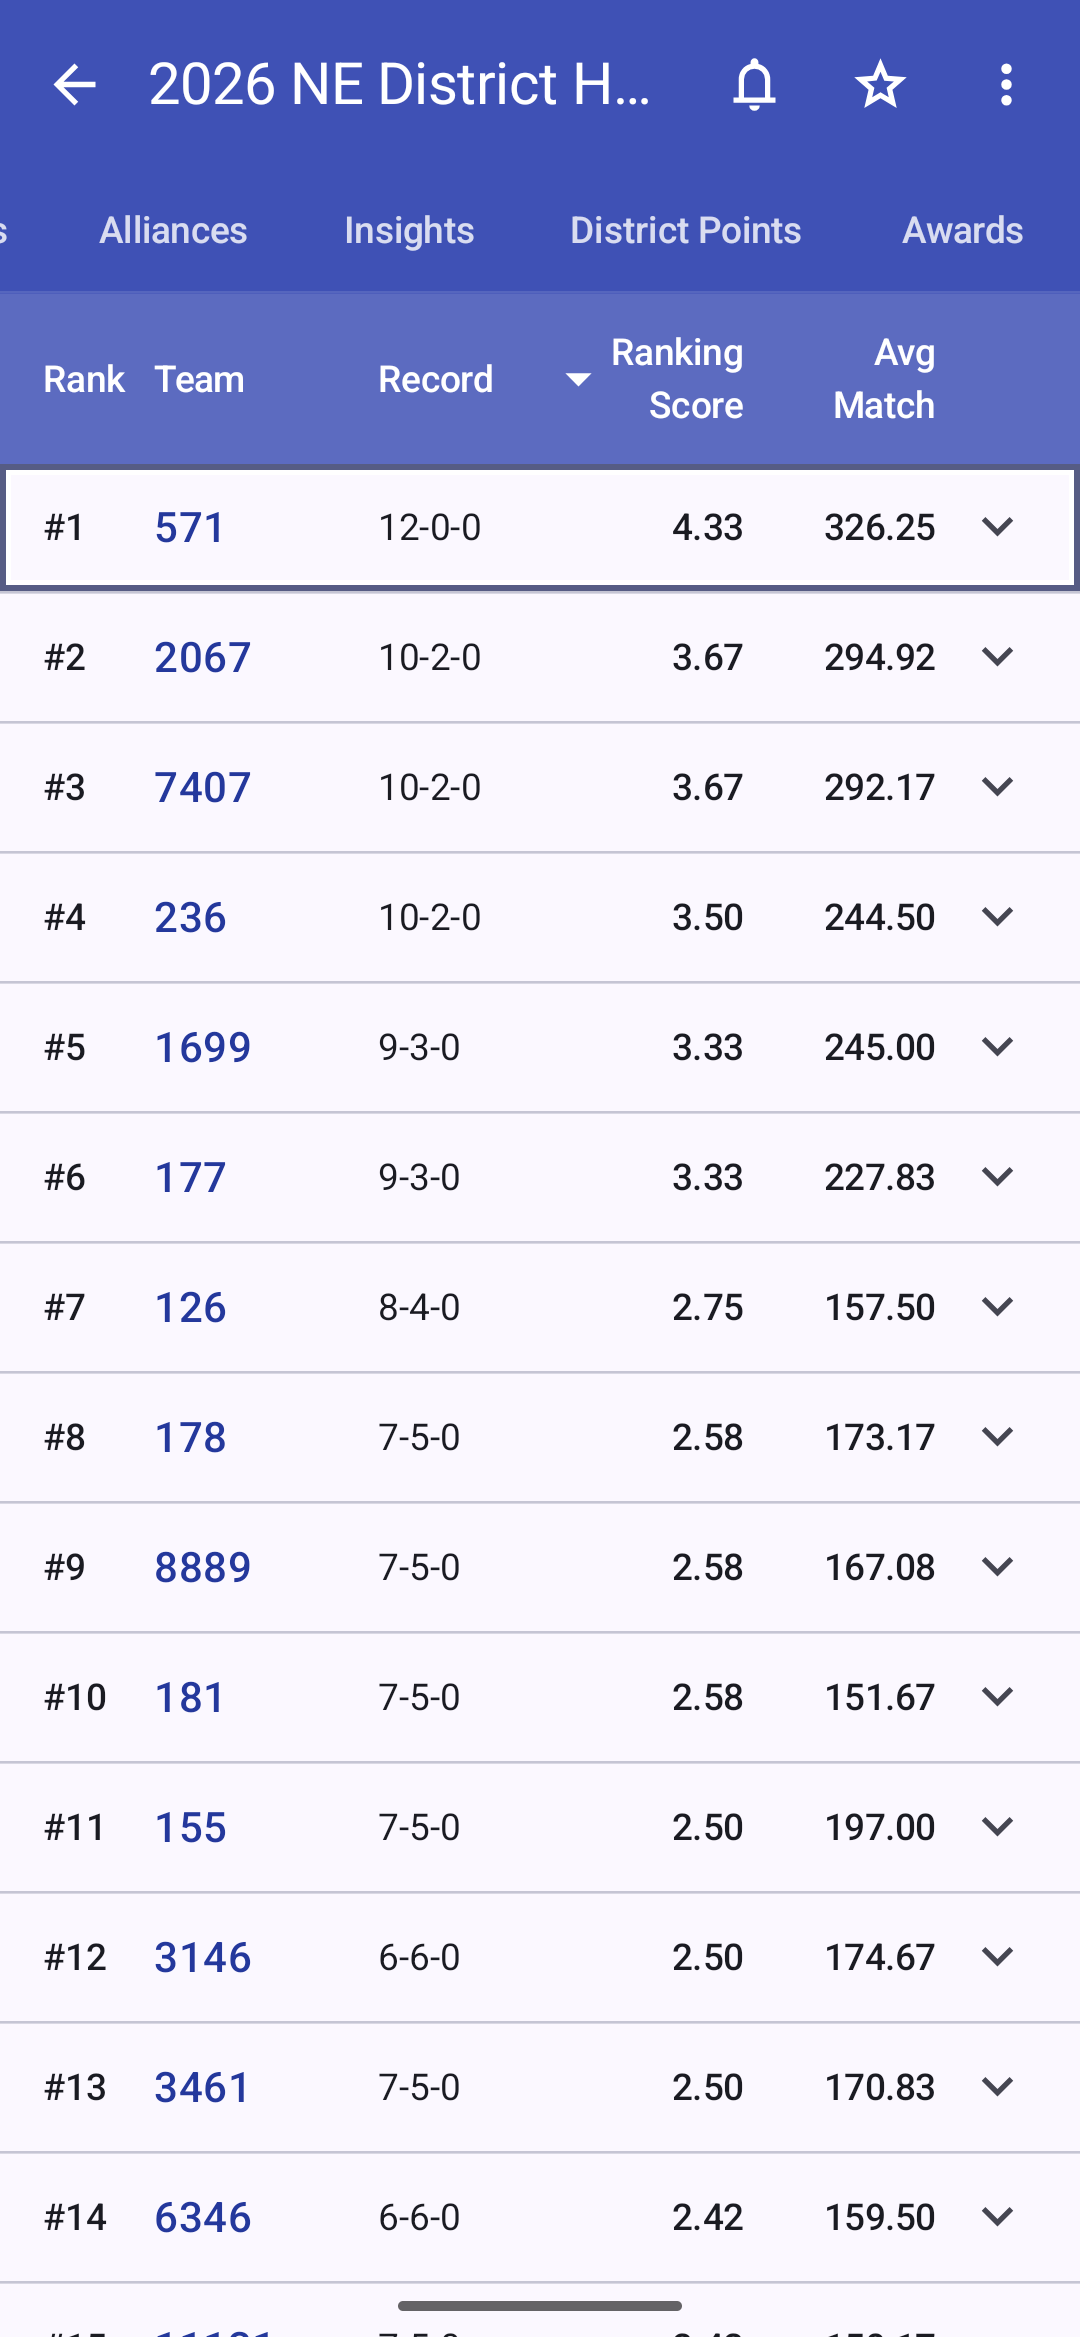 2026 NE District H...
s Alliances Insights District Points Awards
Rank Team Record Ranking Score Avg Match
#1 571 12-0-0 4.33 326.25
#2 2067 10-2-0 3.67 294.92
#3 7407 10-2-0 3.67 292.17
#4 236 10-2-0 3.50 244.50
#5 1699 9-3-0 3.33 245.00
#6 177 9-3-0 3.33 227.83
#7 126 8-4-0 2.75 157.50
#8 178 7-5-0 2.58 173.17
#9 8889 7-5-0 2.58 167.08
#10 181 7-5-0 2.58 151.67
#11 155 7-5-0 2.50 197.00
#12 3146 6-6-0 2.50 174.67
#13 3461 7-5-0 2.50 170.83
#14 6346 6-6-0 2.42 159.50